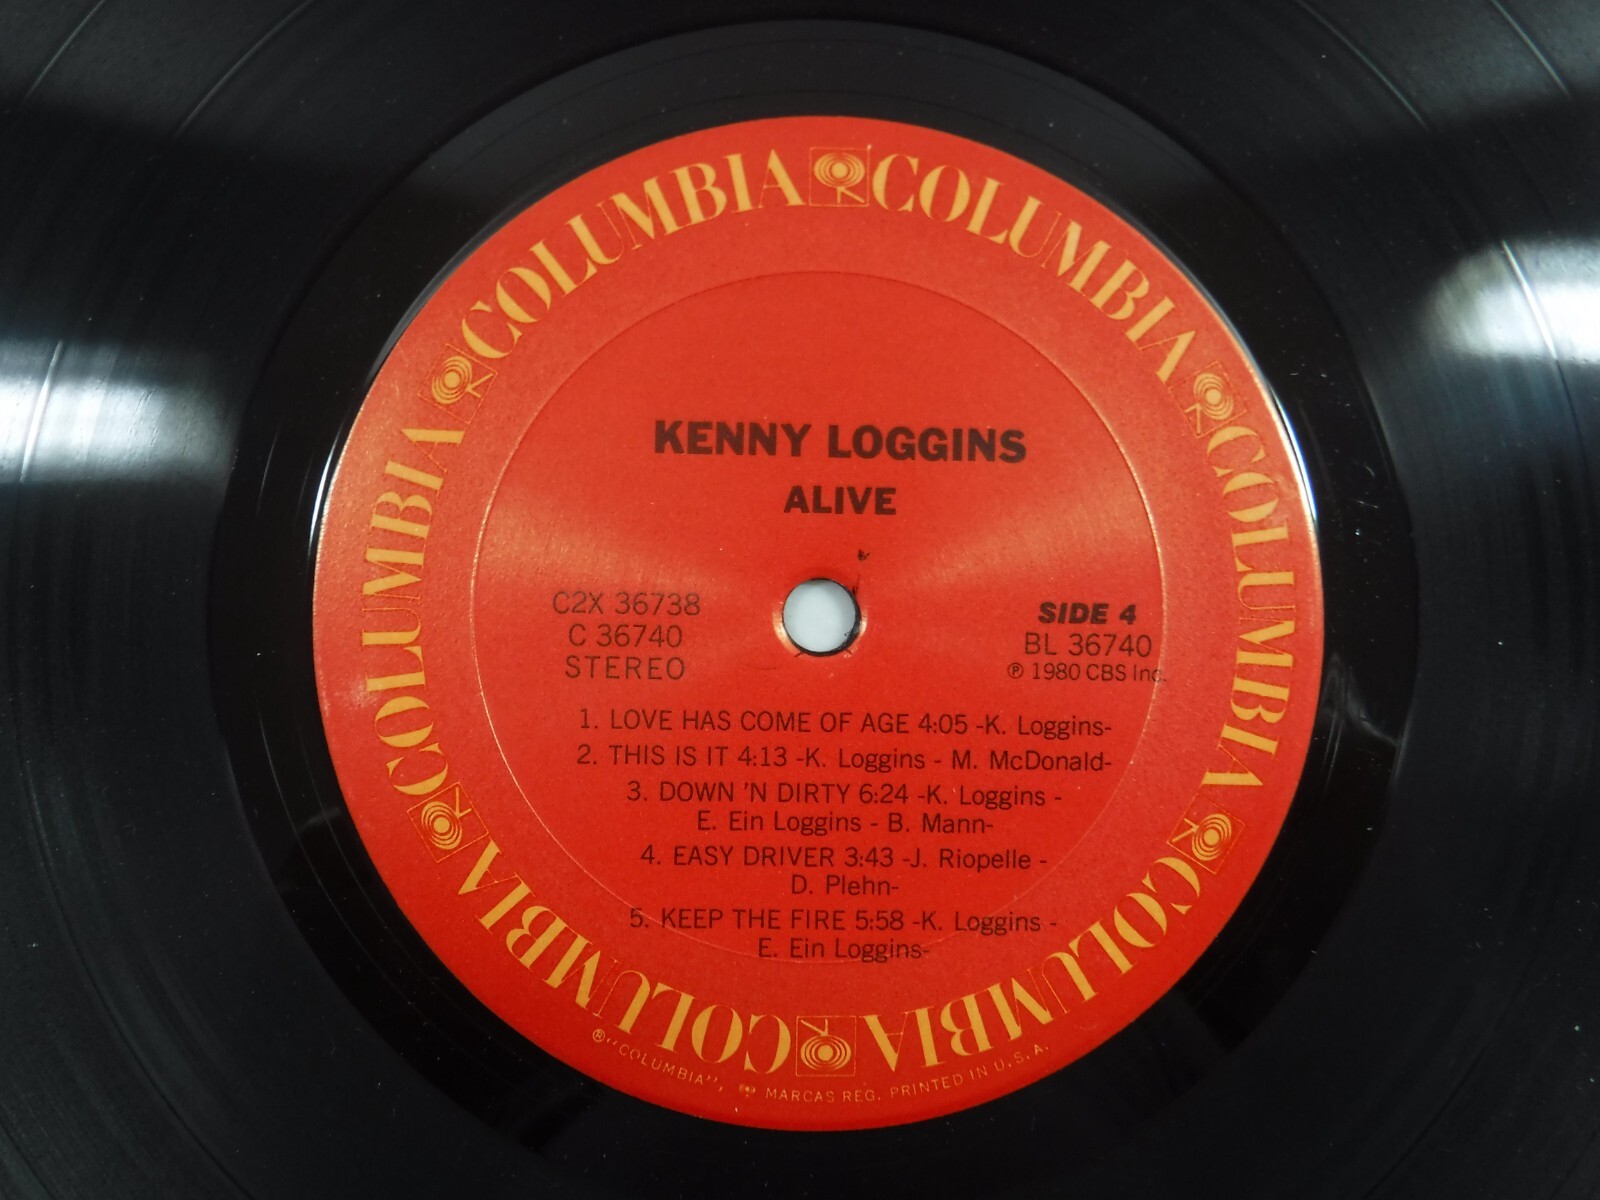 COLUMBIA COLUMBIA COLUMBIA COLUMBIA COLUMBIA COLUMBIA COLUMBIA COLUMBIA
KENNY LOGGINS
ALIVE
C2X 36738
C 36740
STEREO
SIDE 4
BL 36740
℗ 1980 CBS Inc.
1. LOVE HAS COME OF AGE 4:05 -K. Loggins-
2. THIS IS IT 4:13 -K. Loggins - M. McDonald-
3. DOWN 'N DIRTY 6:24 -K. Loggins -
E. Ein Loggins - B. Mann-
4. EASY DRIVER 3:43 -J. Riopelle -
D. Plehn-
5. KEEP THE FIRE 5:58 -K. Loggins -
E. Ein Loggins-
®"COLUMBIA", MARCAS REG. PRINTED IN U.S.A.